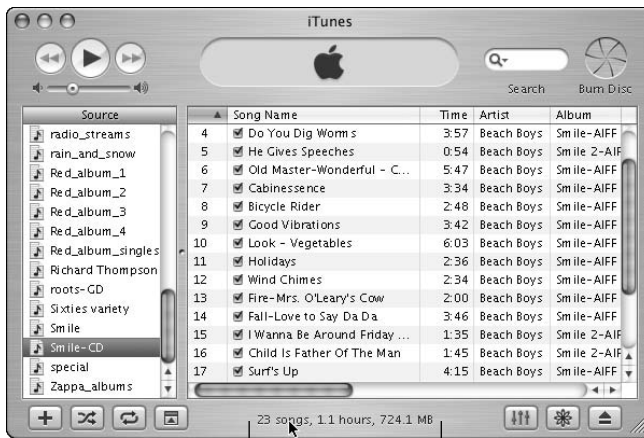 iTunes
Search
Burn Disc
Source
radio_streams
rain_and_snow
Red_album_1
Red_album_2
Red_album_3
Red_album_4
Red_album_singles
Richard Thompson
roots-CD
Sixties variety
Smile
Smile-CD
special
Zappa_albums
Song Name Time Artist Album
4 Do You Dig Worms 3:57 Beach Boys Smile-AIFF
5 He Gives Speeches 0:54 Beach Boys Smile 2-AIF
6 Old Master-Wonderful - C... 5:47 Beach Boys Smile-AIFF
7 Cabinessence 3:34 Beach Boys Smile-AIFF
8 Bicycle Rider 2:48 Beach Boys Smile-AIFF
9 Good Vibrations 3:42 Beach Boys Smile-AIFF
10 Look - Vegetables 6:03 Beach Boys Smile-AIFF
11 Holidays 2:36 Beach Boys Smile-AIFF
12 Wind Chimes 2:34 Beach Boys Smile-AIFF
13 Fire-Mrs. O'Leary's Cow 2:00 Beach Boys Smile-AIFF
14 Fall-Love to Say Da Da 3:46 Beach Boys Smile-AIFF
15 I Wanna Be Around Friday ... 1:35 Beach Boys Smile 2-AIF
16 Child Is Father Of The Man 1:45 Beach Boys Smile 2-AIF
17 Surf's Up 4:15 Beach Boys Smile-AIFF
23 songs, 1.1 hours, 724.1 MB